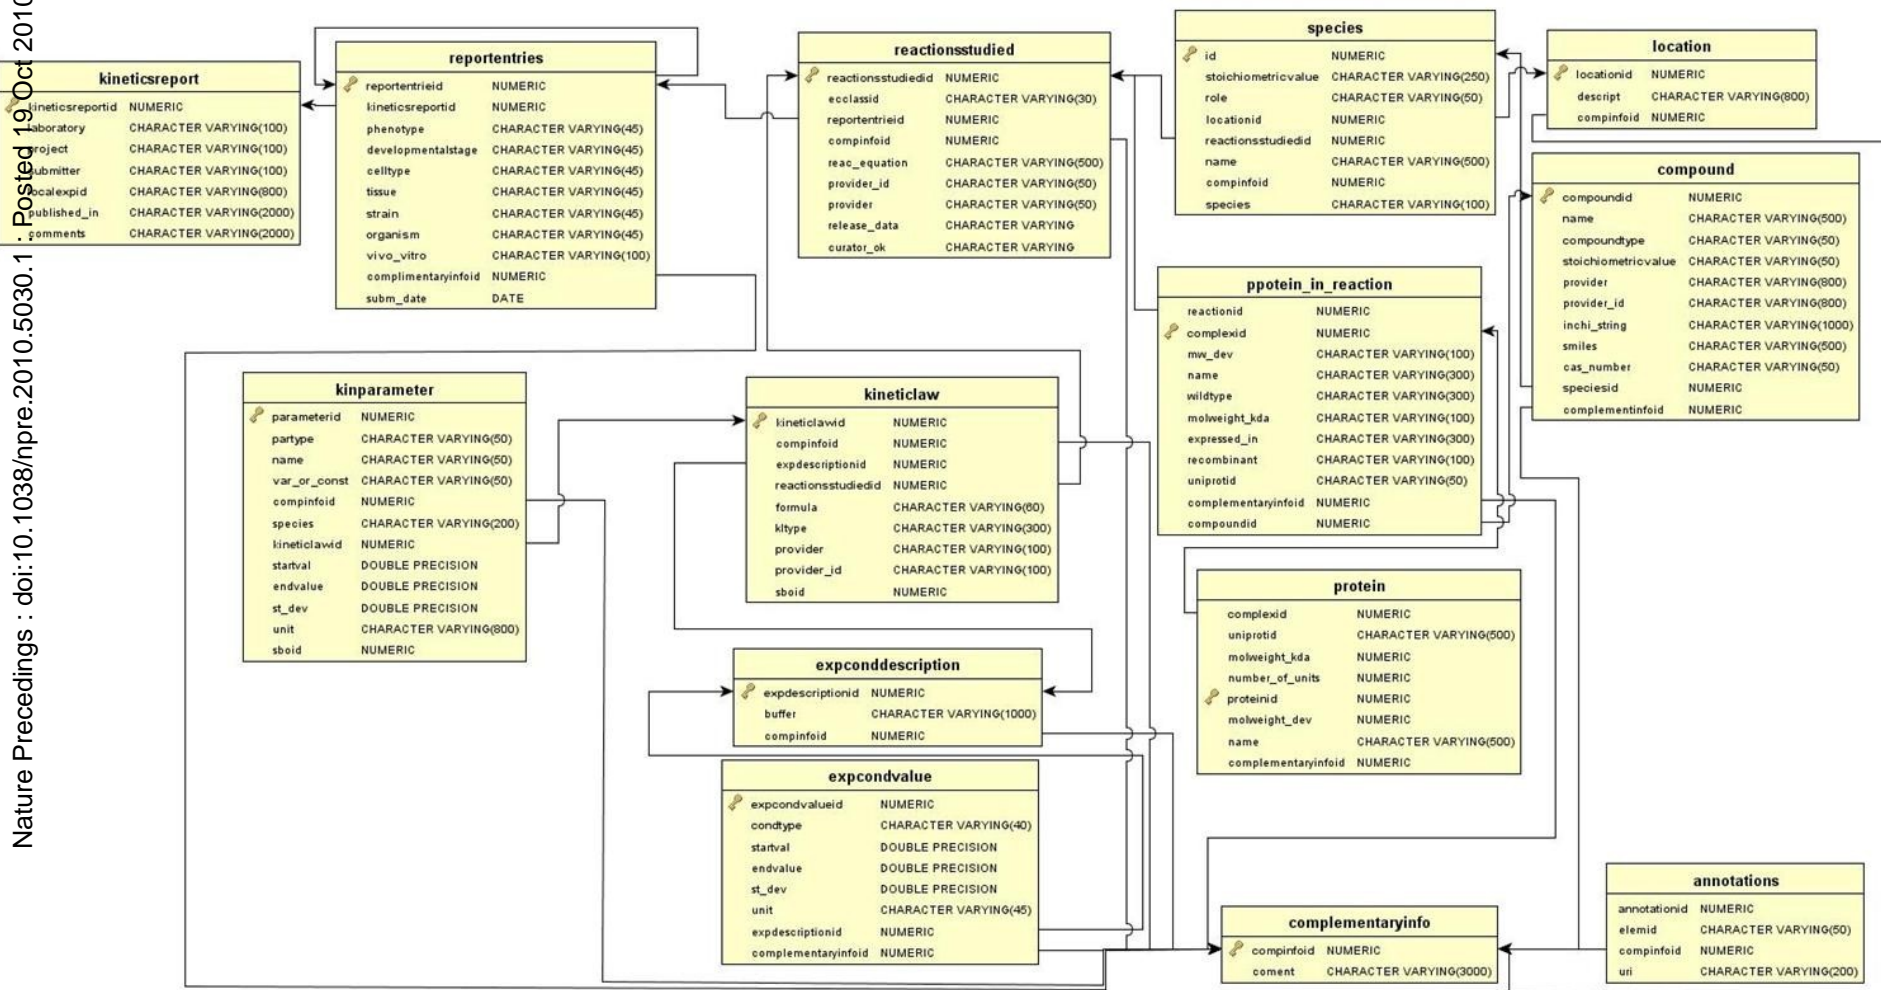 Nature Precedings : doi:10.1038/npre.2010.5030.1 : Posted 19 Oct 2010
kineticsreport
kineticsreportid NUMERIC
laboratory CHARACTER VARYING(100)
project CHARACTER VARYING(100)
submitter CHARACTER VARYING(100)
localexpid CHARACTER VARYING(800)
published_in CHARACTER VARYING(2000)
comments CHARACTER VARYING(2000)
reportentries
reportentrieid NUMERIC
kineticsreportid NUMERIC
phenotype CHARACTER VARYING(45)
developmentalstage CHARACTER VARYING(45)
celltype CHARACTER VARYING(45)
tissue CHARACTER VARYING(45)
strain CHARACTER VARYING(45)
organism CHARACTER VARYING(45)
vivo_vitro CHARACTER VARYING(100)
complimentaryinfoid NUMERIC
subm_date DATE
reactionsstudied
reactionsstudiedid NUMERIC
ecclassid CHARACTER VARYING(30)
reportentrieid NUMERIC
compinfoid NUMERIC
reac_equation CHARACTER VARYING(500)
provider_id CHARACTER VARYING(50)
provider CHARACTER VARYING(50)
release_data CHARACTER VARYING
curator_ok CHARACTER VARYING
species
id NUMERIC
stoichiometricvalue CHARACTER VARYING(250)
role CHARACTER VARYING(50)
locationid NUMERIC
reactionsstudiedid NUMERIC
name CHARACTER VARYING(500)
compinfoid NUMERIC
species CHARACTER VARYING(100)
location
locationid NUMERIC
descript CHARACTER VARYING(800)
compinfoid NUMERIC
compound
compoundid NUMERIC
name CHARACTER VARYING(500)
compoundtype CHARACTER VARYING(50)
stoichiometricvalue CHARACTER VARYING(50)
provider CHARACTER VARYING(800)
provider_id CHARACTER VARYING(800)
inchi_string CHARACTER VARYING(1000)
smiles CHARACTER VARYING(500)
cas_number CHARACTER VARYING(50)
speciesid NUMERIC
complementinfoid NUMERIC
ppotein_in_reaction
reactionid NUMERIC
complexid NUMERIC
mw_dev CHARACTER VARYING(100)
name CHARACTER VARYING(300)
wildtype CHARACTER VARYING(300)
molweight_kda CHARACTER VARYING(100)
expressed_in CHARACTER VARYING(300)
recombinant CHARACTER VARYING(100)
uniprotid CHARACTER VARYING(50)
complementaryinfoid NUMERIC
compoundid NUMERIC
kinparameter
parameterid NUMERIC
partype CHARACTER VARYING(50)
name CHARACTER VARYING(50)
var_or_const CHARACTER VARYING(50)
compinfoid NUMERIC
species CHARACTER VARYING(200)
kineticlawid NUMERIC
startval DOUBLE PRECISION
endvalue DOUBLE PRECISION
st_dev DOUBLE PRECISION
unit CHARACTER VARYING(800)
sboid NUMERIC
kineticlaw
kineticlawid NUMERIC
compinfoid NUMERIC
expdescriptionid NUMERIC
reactionsstudiedid NUMERIC
formula CHARACTER VARYING(60)
kltype CHARACTER VARYING(300)
provider CHARACTER VARYING(100)
provider_id CHARACTER VARYING(100)
sboid NUMERIC
protein
complexid NUMERIC
uniprotid CHARACTER VARYING(500)
molweight_kda NUMERIC
number_of_units NUMERIC
proteinid NUMERIC
molweight_dev NUMERIC
name CHARACTER VARYING(500)
complementaryinfoid NUMERIC
expconddescription
expdescriptionid NUMERIC
buffer CHARACTER VARYING(1000)
compinfoid NUMERIC
expcondvalue
expcondvalueid NUMERIC
condtype CHARACTER VARYING(40)
startval DOUBLE PRECISION
endvalue DOUBLE PRECISION
st_dev DOUBLE PRECISION
unit CHARACTER VARYING(45)
expdescriptionid NUMERIC
complementaryinfoid NUMERIC
complementaryinfo
compinfoid NUMERIC
coment CHARACTER VARYING(3000)
annotations
annotationid NUMERIC
elemid CHARACTER VARYING(50)
compinfoid NUMERIC
uri CHARACTER VARYING(200)